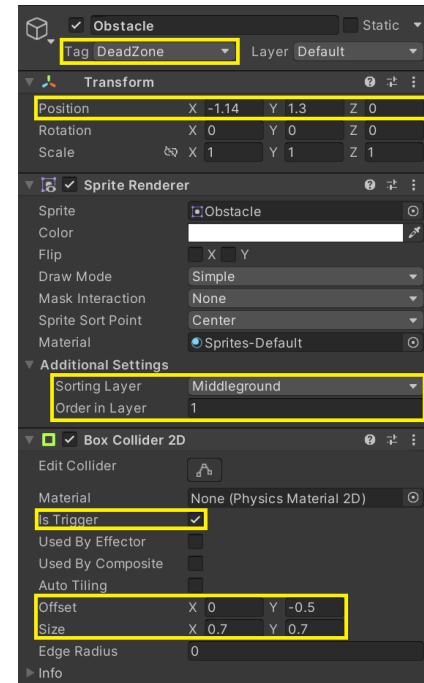 Obstacle Static
Tag DeadZone Layer Default
Transform
Position X -1.14 Y 1.3 Z 0
Rotation X 0 Y 0 Z 0
Scale X 1 Y 1 Z 1
Sprite Renderer
Sprite Obstacle
Color
Flip X Y
Draw Mode Simple
Mask Interaction None
Sprite Sort Point Center
Material Sprites-Default
Additional Settings
Sorting Layer Middleground
Order in Layer 1
Box Collider 2D
Edit Collider
Material None (Physics Material 2D)
Is Trigger
Used By Effector
Used By Composite
Auto Tiling
Offset X 0 Y -0.5
Size X 0.7 Y 0.7
Edge Radius 0
Info